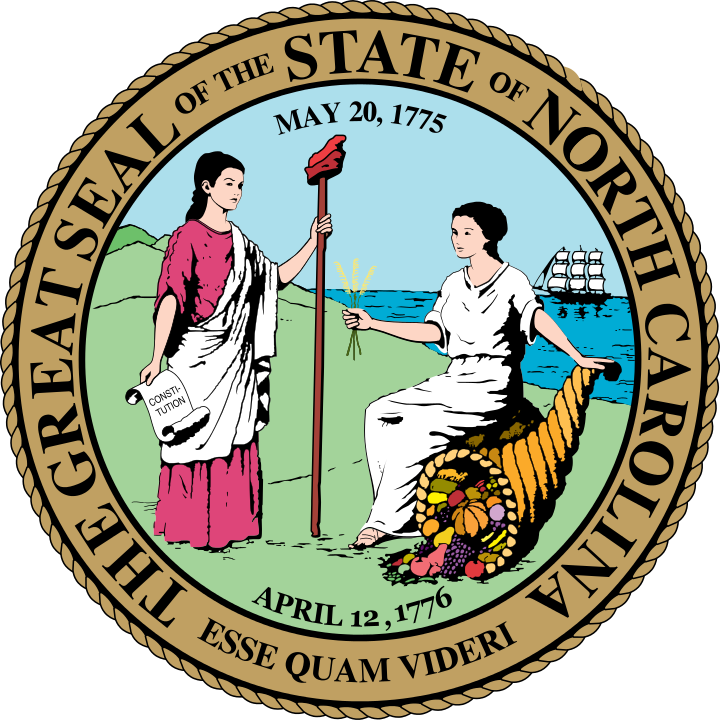 THE GREAT SEAL OF THE STATE OF NORTH CAROLINA
MAY 20, 1775
CONSTI-
TUTION
APRIL 12, 1776
ESSE QUAM VIDERI